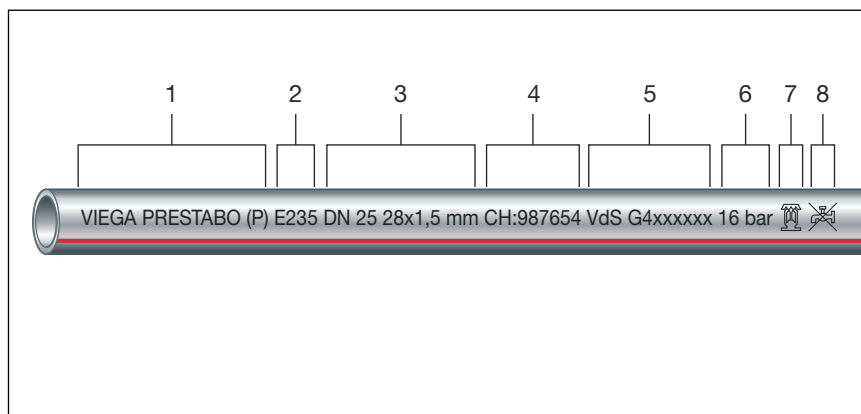 1 2 3 4 5 6 7 8
VIEGA PRESTABO (P) E235 DN 25 28x1,5 mm CH:987654 VdS G4xxxxxx 16 bar